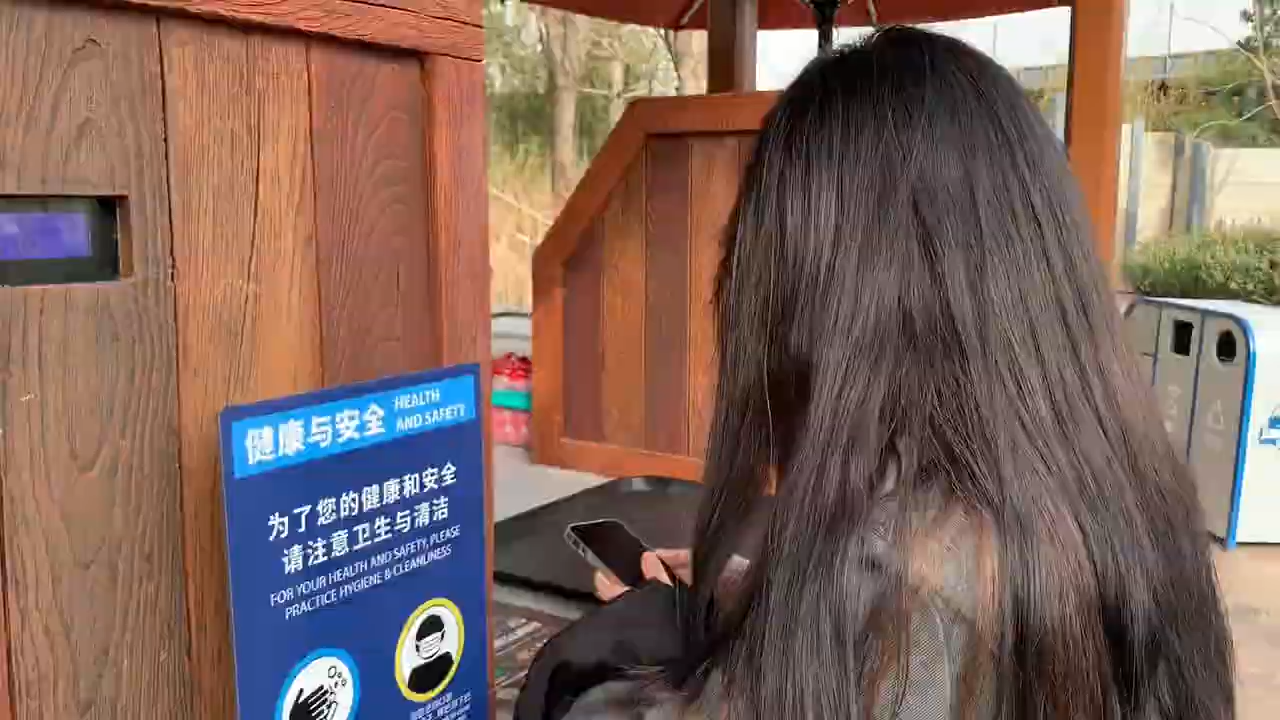 健康与安全
HEALTH
AND SAFETY
为了您的健康和安全
请注意卫生与清洁
FOR YOUR HEALTH AND SAFETY, PLEASE
PRACTICE HYGIENE & CLEANLINESS